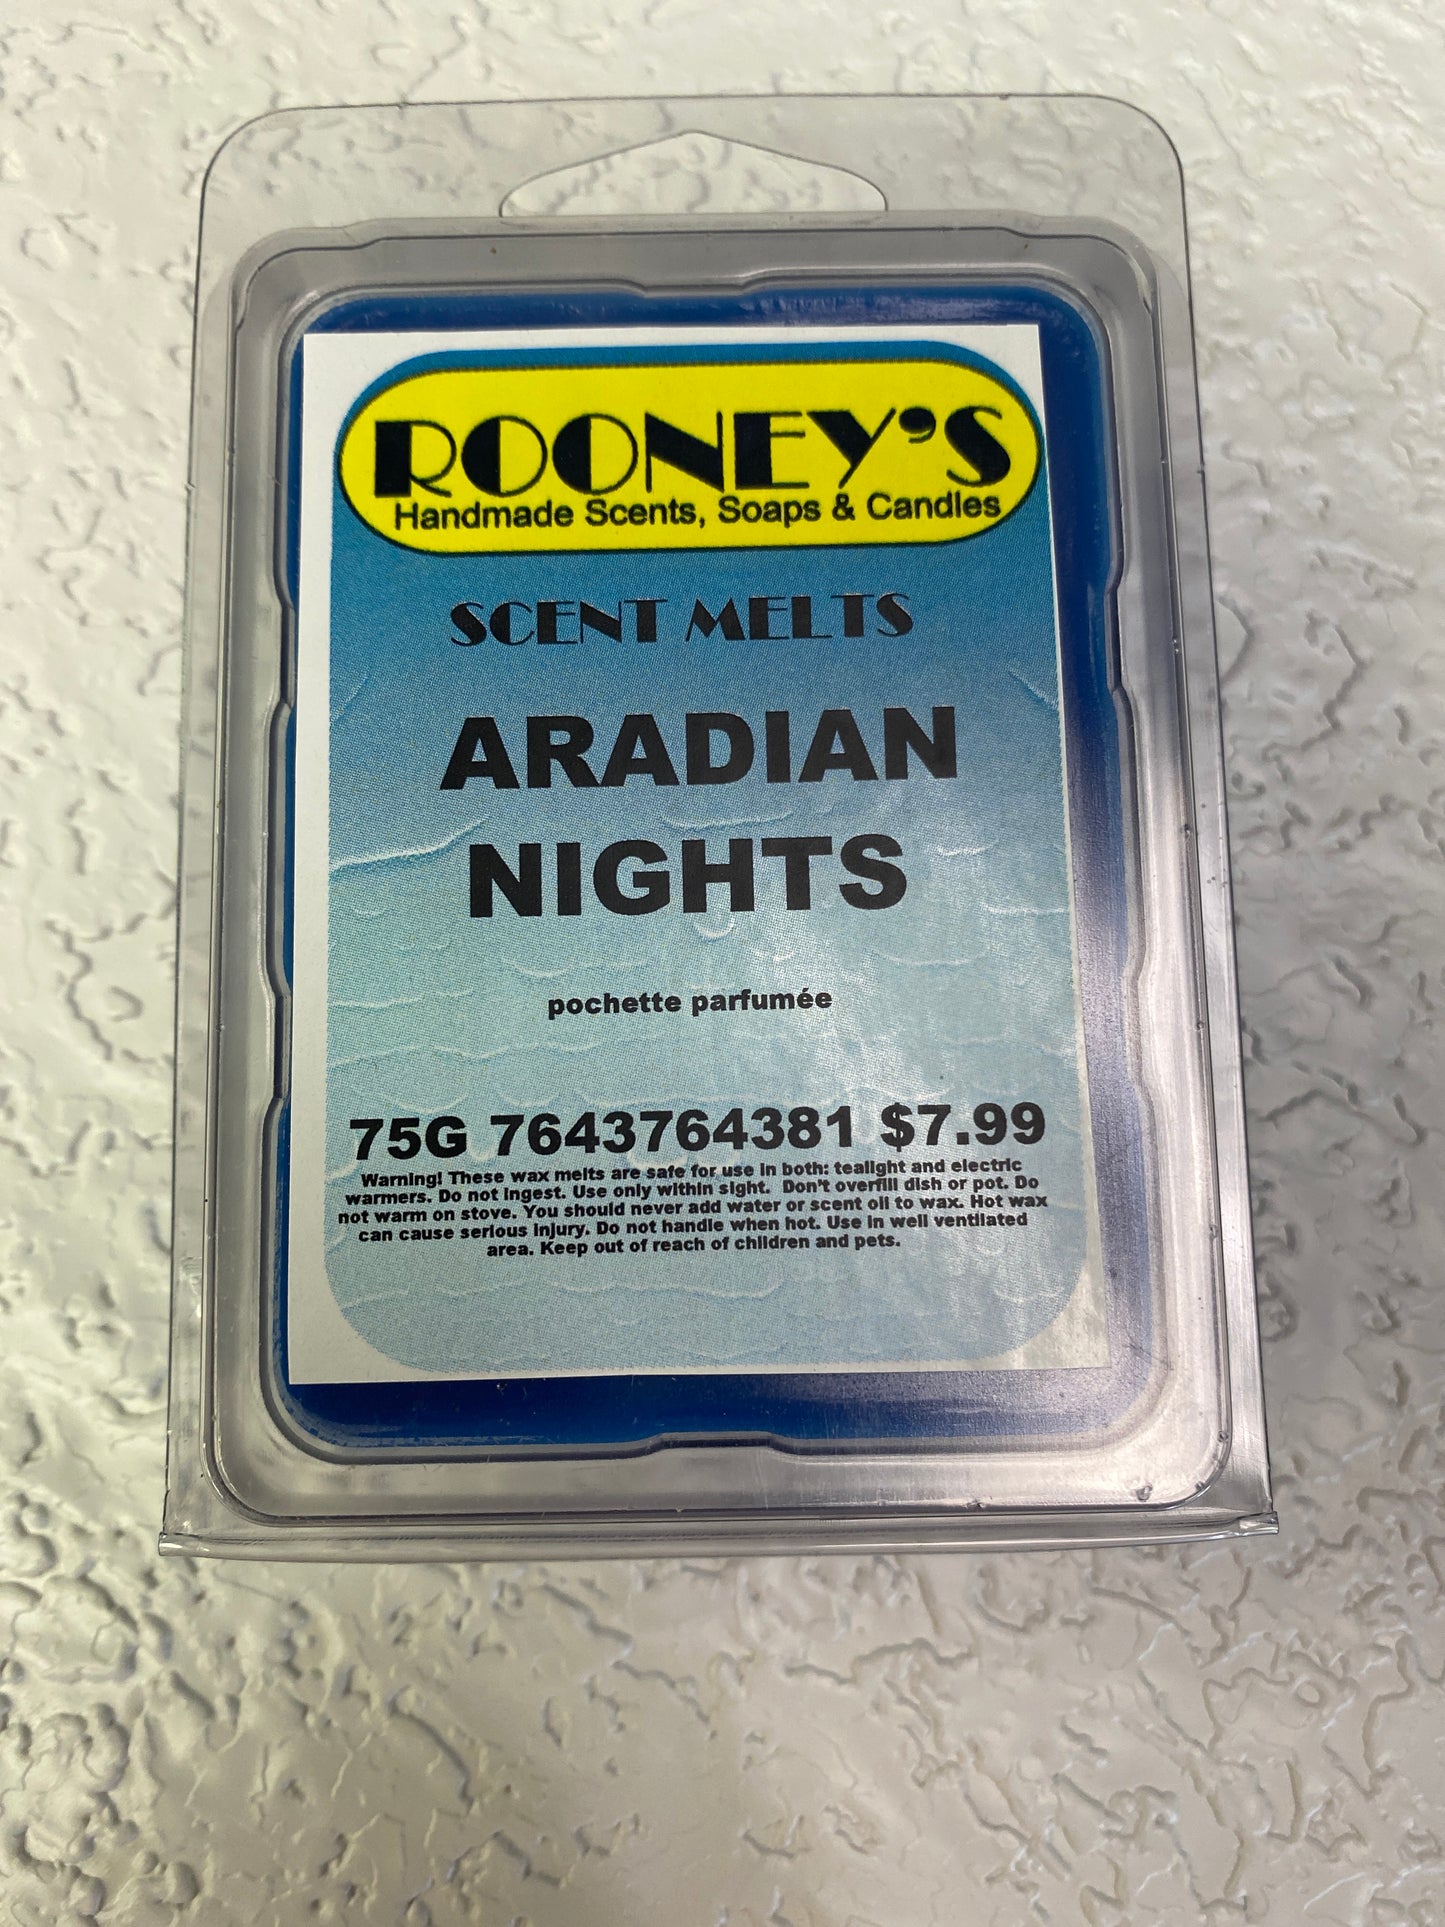 ROONEY'S
Handmade Scents, Soaps & Candles
SCENT MELTS
ARADIAN
NIGHTS
pochette parfumée
75G 7643764381 $7.99
Warning! These wax melts are safe for use in both: tealight and electric
warmers. Do not ingest. Use only within sight. Don't overfill dish or pot. Do
not warm on stove. You should never add water or scent oil to wax. Hot wax
can cause serious injury. Do not handle when hot. Use in well ventilated
area. Keep out of reach of children and pets.